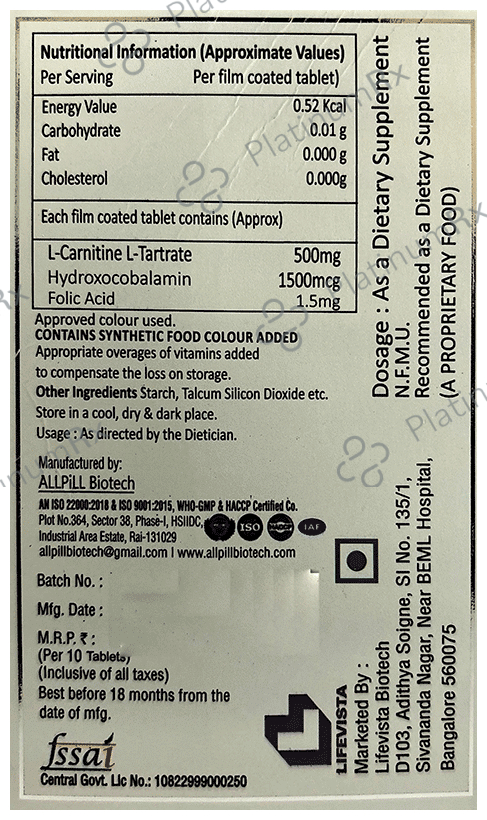 Nutritional Information (Approximate Values)
Per Serving Per film coated tablet)
Energy Value 0.52 Kcal
Carbohydrate 0.01 g
Fat 0.000 g
Cholesterol 0.000g
Each film coated tablet contains (Approx)
L-Carnitine L-Tartrate 500mg
Hydroxocobalamin 1500mcg
Folic Acid 1.5mg
Approved colour used.
CONTAINS SYNTHETIC FOOD COLOUR ADDED
Appropriate overages of vitamins added
to compensate the loss on storage.
Other Ingredients Starch, Talcum Silicon Dioxide etc.
Store in a cool, dry & dark place.
Usage : As directed by the Dietician.
Manufactured by:
ALLPiLL Biotech
AN ISO 22000:2018 & ISO 9001:2015, WHO-GMP & HACCP Certified Co.
Plot No.364, Sector 38, Phase-I, HSIIDC,
Industrial Area Estate, Rai-131029
allpillbiotech@gmail.com I www.allpillbiotech.com
ISO
HACCP
IAF
Batch No. :
Mfg. Date :
M.R.P. ₹ :
(Per 10 Tablets)
(Inclusive of all taxes)
Best before 18 months from the
date of mfg.
fssai
Central Govt. Lic No.: 10822999000250
Dosage : As a Dietary Supplement
N.F.M.U.
Recommended as a Dietary Supplement
(A PROPRIETARY FOOD)
LIFEVISTA
Marketed By :
Lifevista Biotech
D103, Adithya Soigne, SI No. 135/1,
Sivananda Nagar, Near BEML Hospital,
Bangalore 560075
PlatinumRx